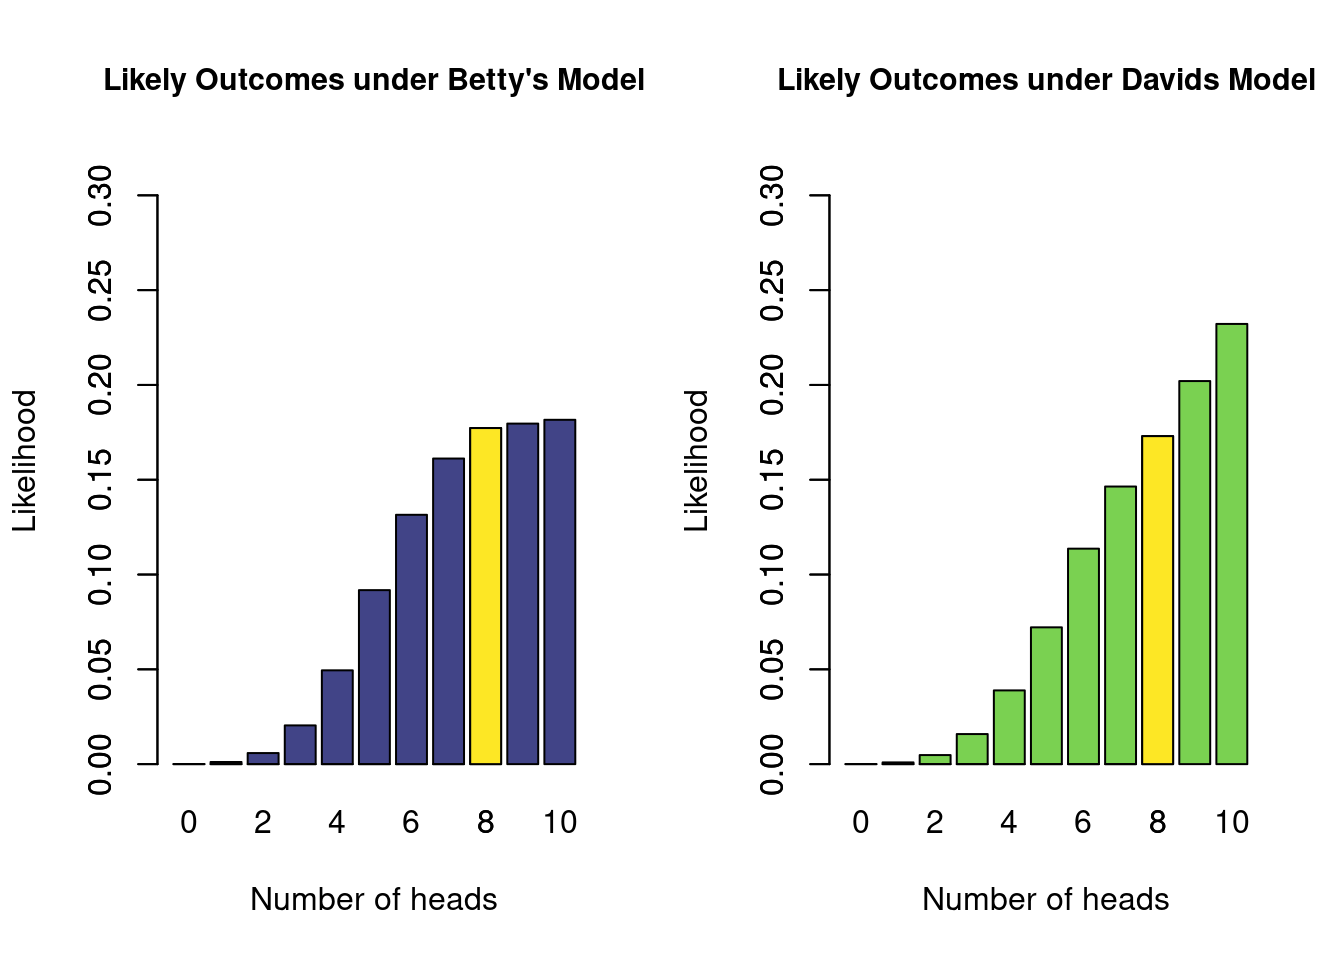 Likely Outcomes under Betty's Model
Likelihood
0.30
0.25
0.20
0.15
0.10
0.05
0.00
0 2 4 6 8 10
Number of heads
Likely Outcomes under Davids Model
Likelihood
0.30
0.25
0.20
0.15
0.10
0.05
0.00
0 2 4 6 8 10
Number of heads